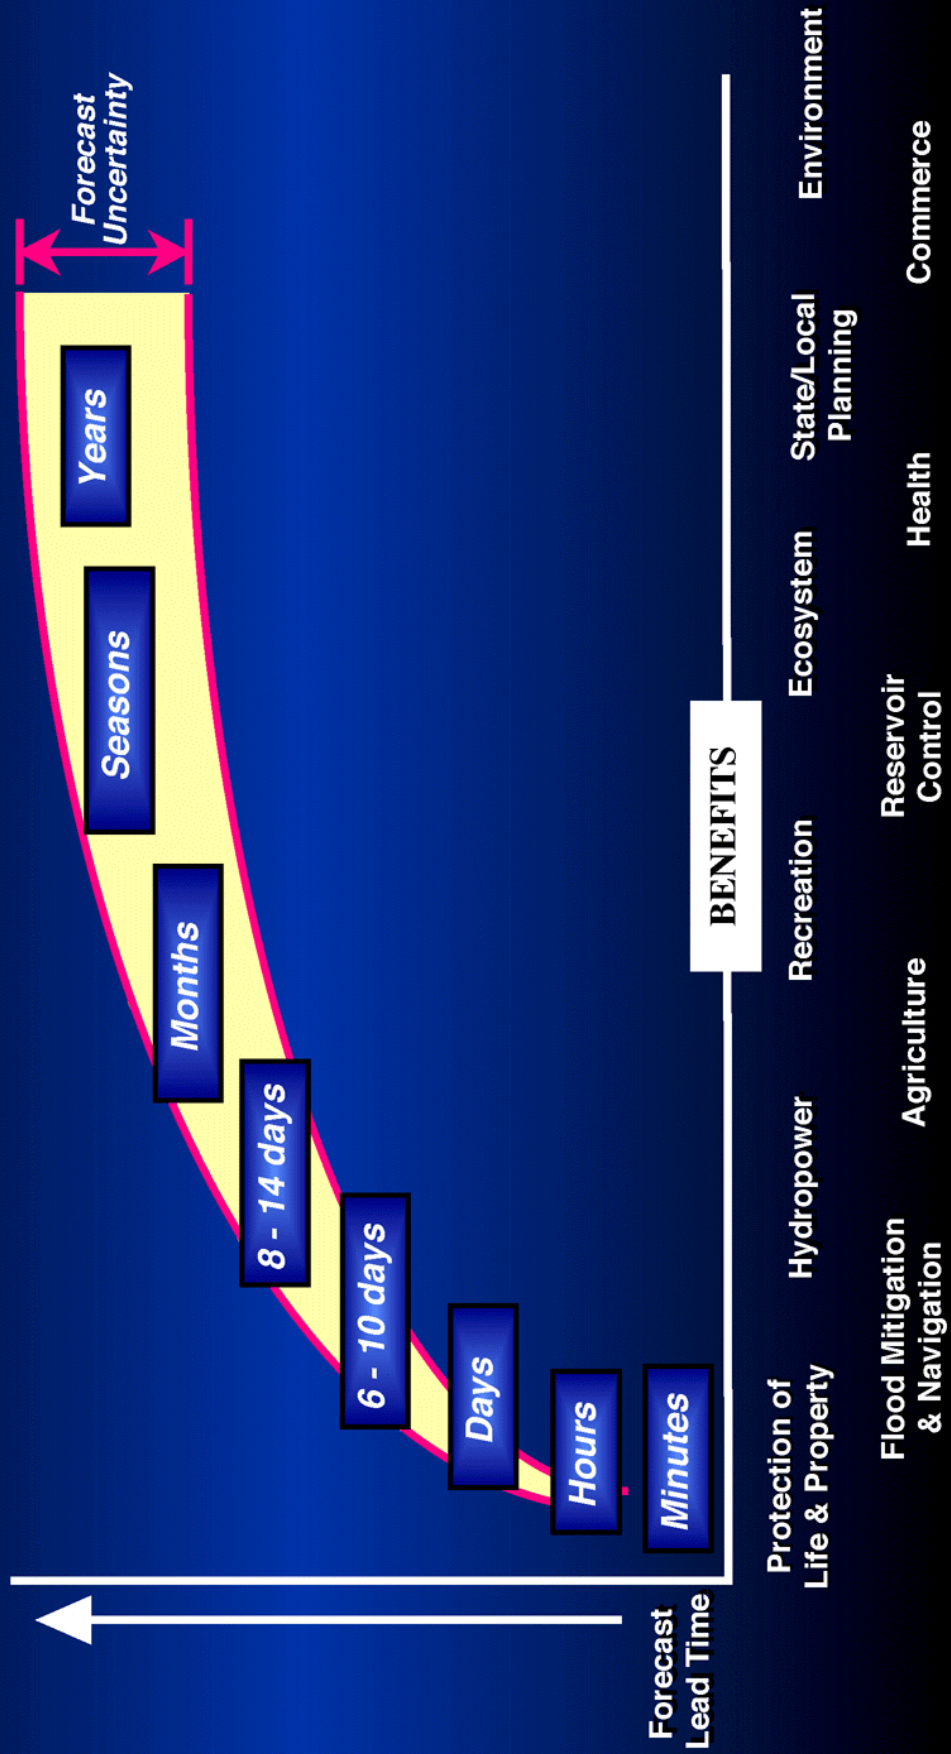 Forecast
Uncertainty
Years
Seasons
Months
8 - 14 days
6 - 10 days
Days
Hours
Minutes
Forecast
Lead Time
BENEFITS
Protection of
Life & Property
Hydropower
Recreation
Ecosystem
State/Local
Planning
Environment
Flood Mitigation
& Navigation
Agriculture
Reservoir
Control
Health
Commerce